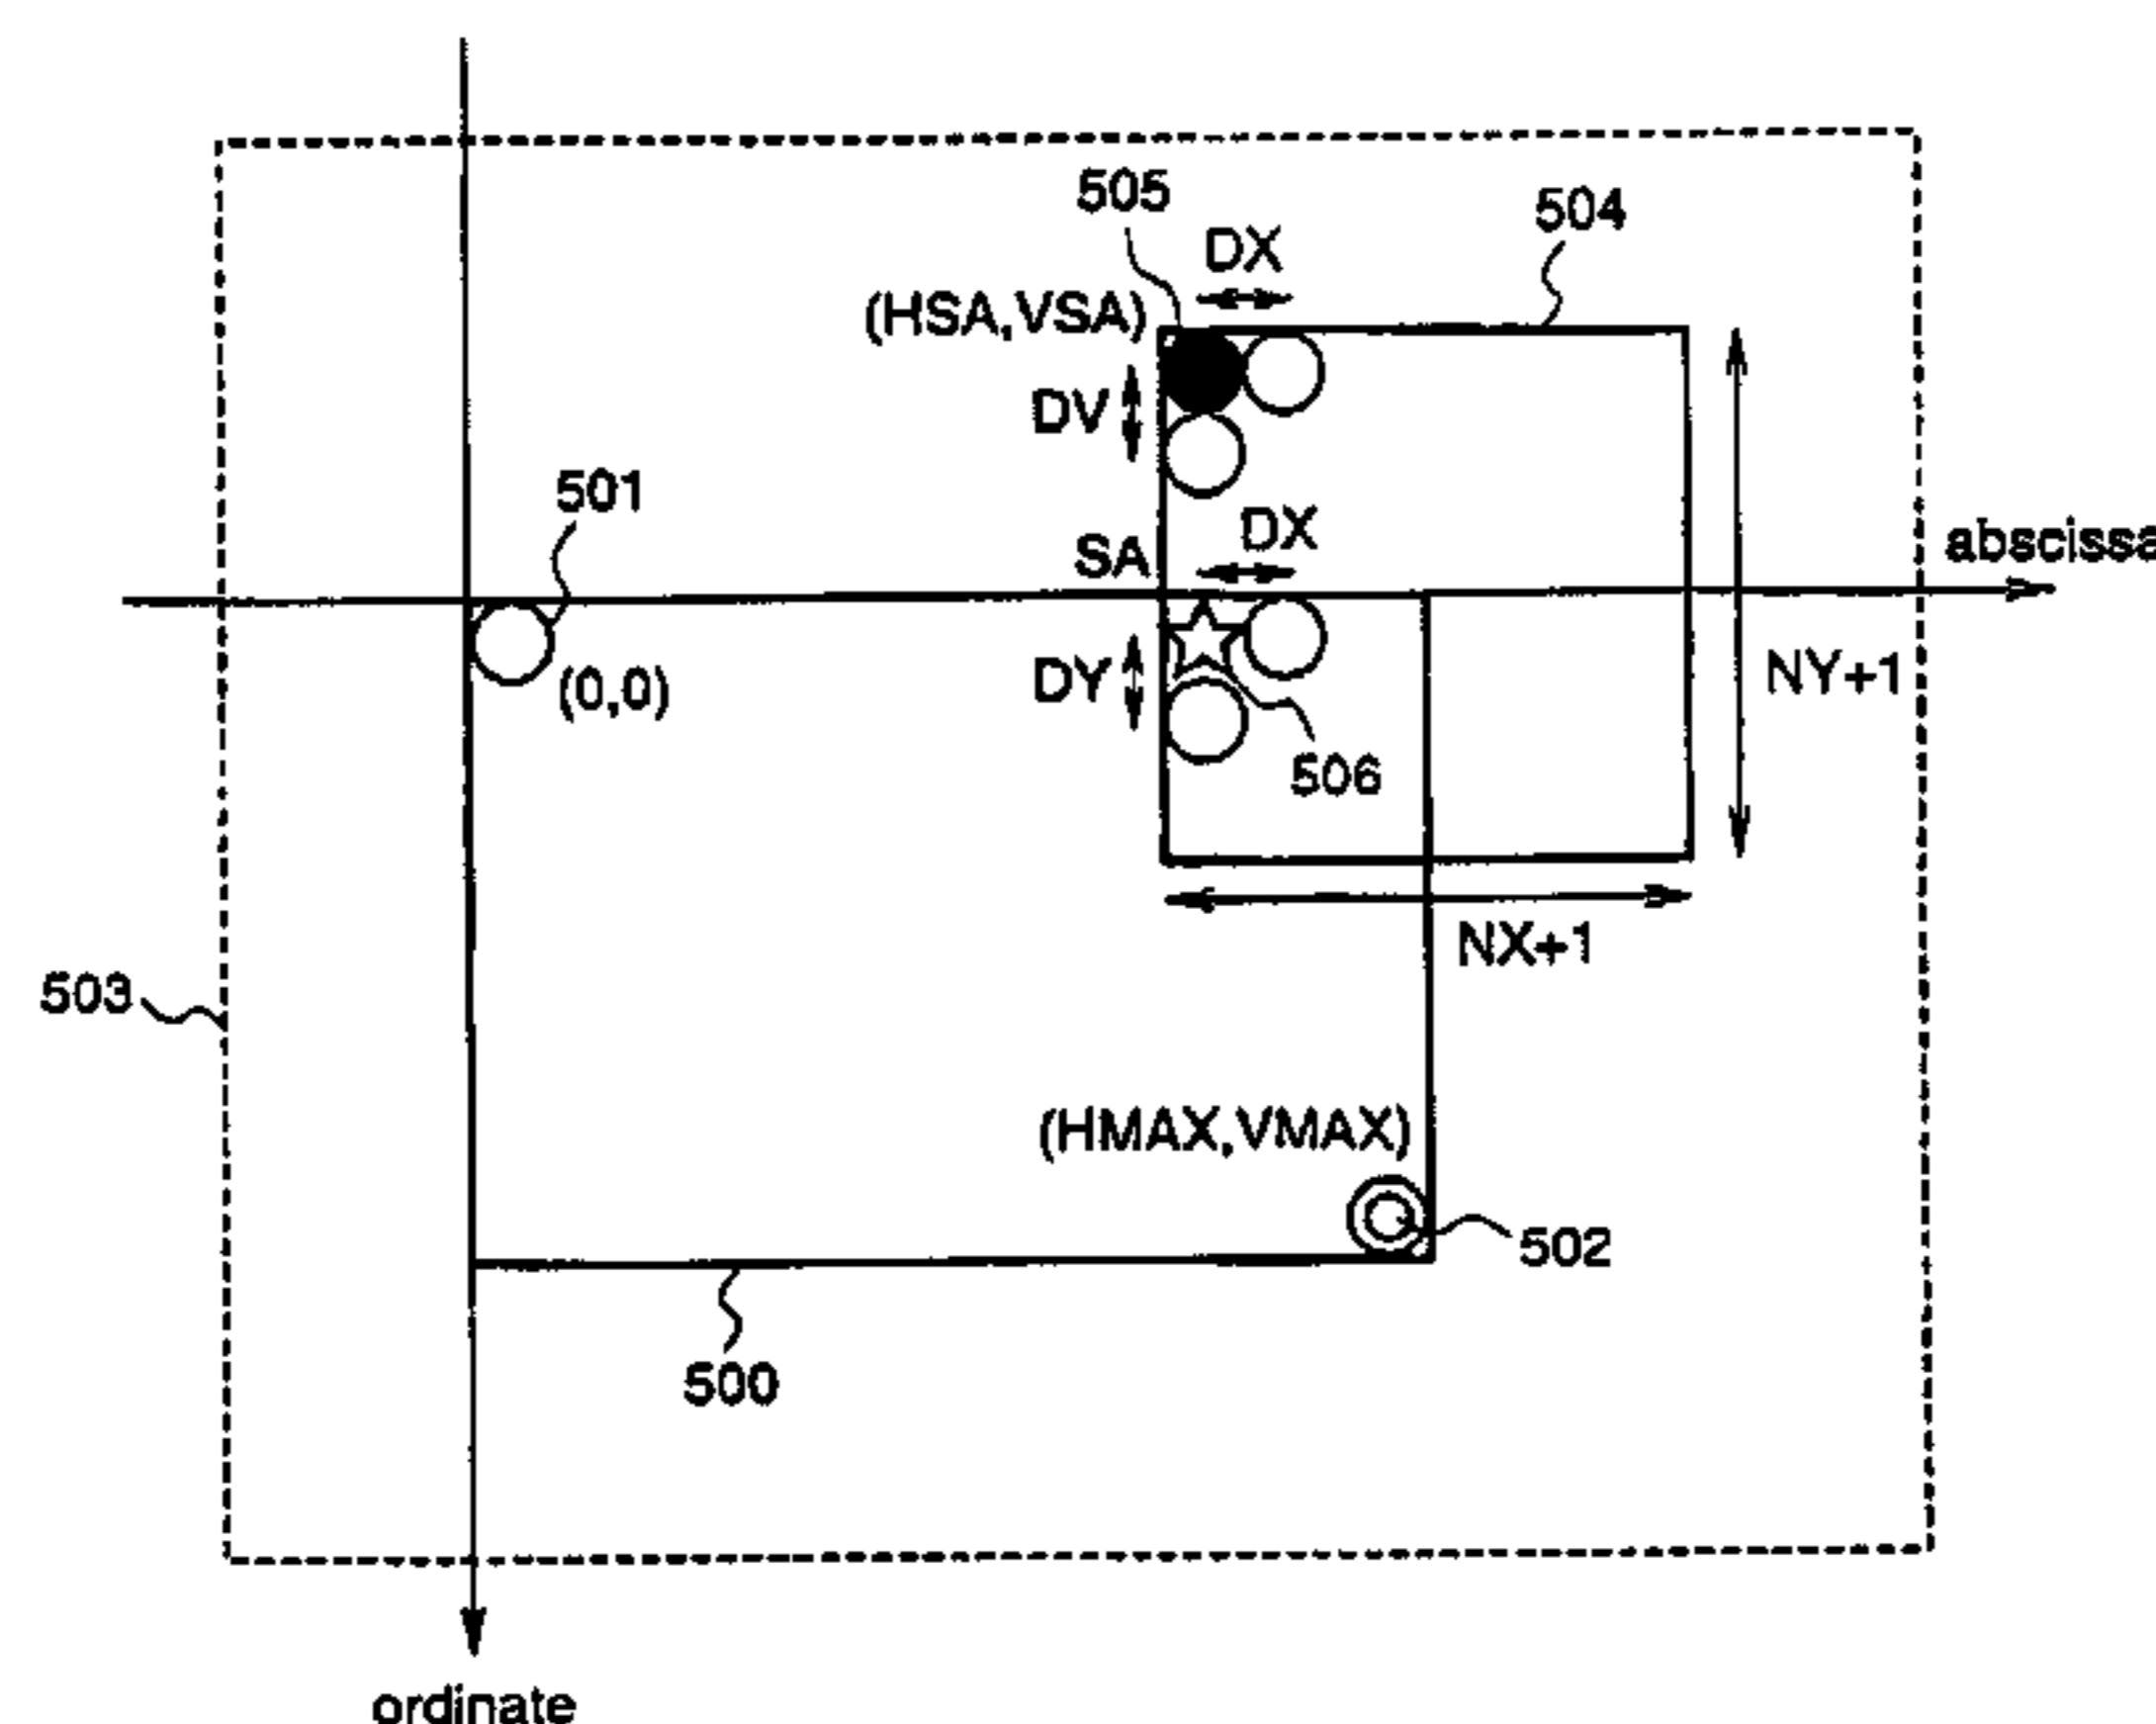 505
504
DX
(HSA,VSA)
DV
501
DX
SA
abscissa
(0,0)
DY
NY+1
506
NX+1
503
(HMAX,VMAX)
502
500
ordinate